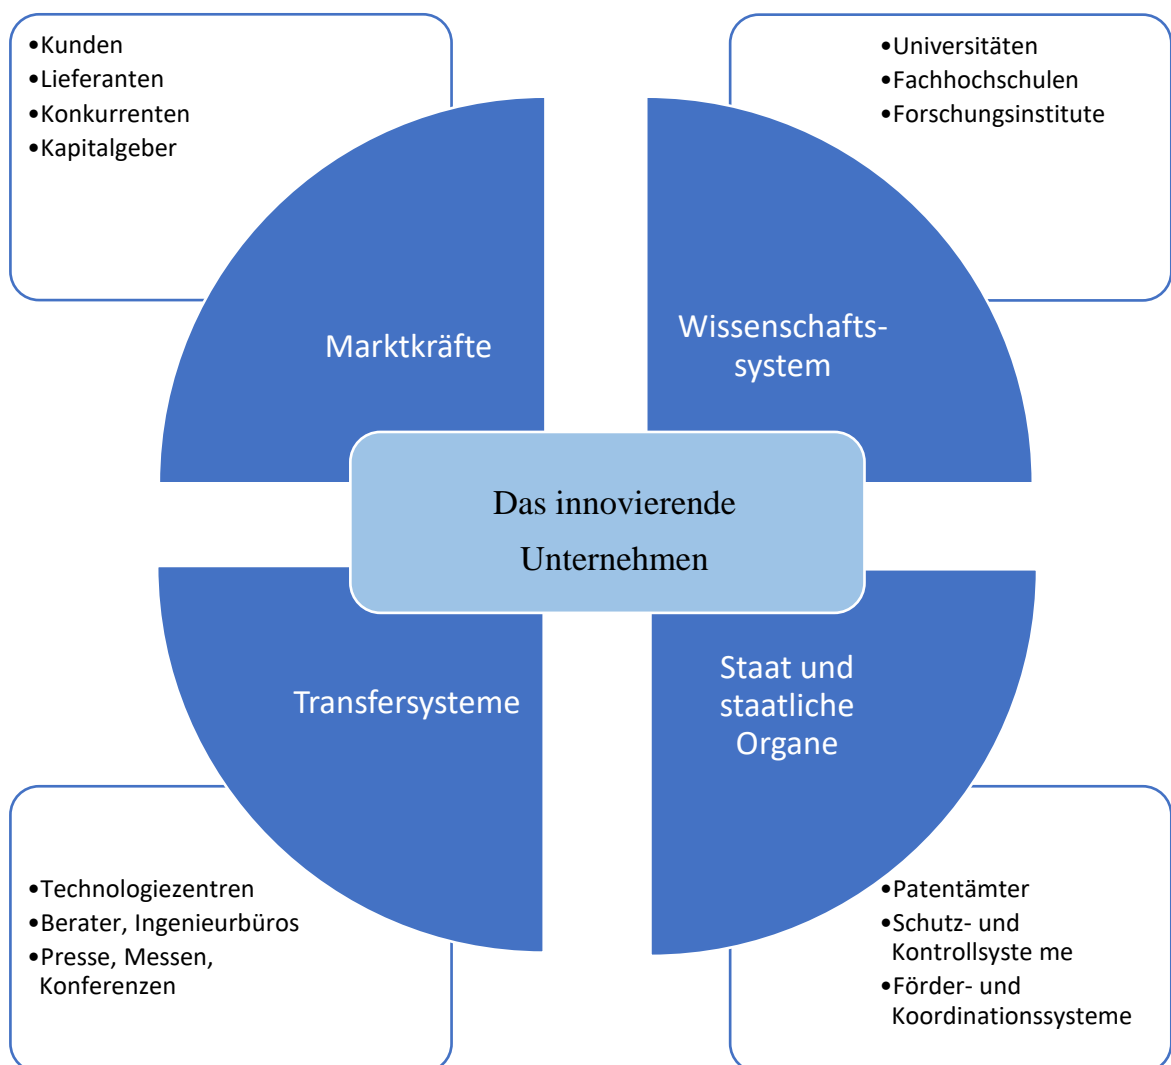 •Kunden
•Lieferanten
•Konkurrenten
•Kapitalgeber
•Universitäten
•Fachhochschulen
•Forschungsinstitute
Marktkräfte
Wissenschafts-
system
Das innovierende
Unternehmen
Transfersysteme
Staat und
staatliche
Organe
•Technologiezentren
•Berater, Ingenieurbüros
•Presse, Messen,
Konferenzen
•Patentämter
•Schutz- und
Kontrollsyste me
•Förder- und
Koordinationssysteme